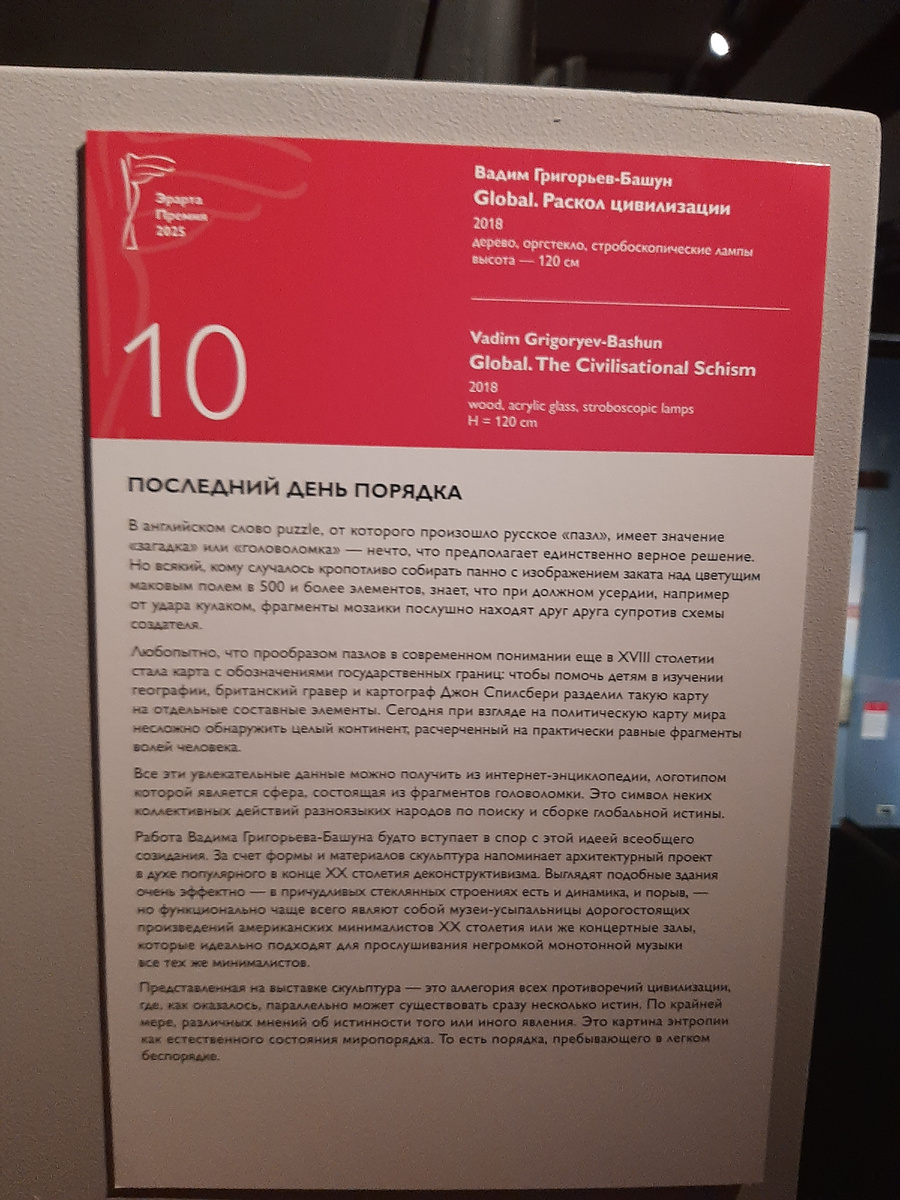 Эрарта
Премия
2025
10
Вадим Григорьев-Башун
Global. Раскол цивилизации
2018
дерево, оргстекло, стробоскопические лампы
высота — 120 см
Vadim Grigoryev-Bashun
Global. The Civilisational Schism
2018
wood, acrylic glass, stroboscopic lamps
H = 120 cm
ПОСЛЕДНИЙ ДЕНЬ ПОРЯДКА
В английском слово puzzle, от которого произошло русское «пазл», имеет значение
«загадка» или «головоломка» — нечто, что предполагает единственно верное решение.
Но всякий, кому случалось кропотливо собирать панно с изображением заката над цветущим
маковым полем в 500 и более элементов, знает, что при должном усердии, например
от удара кулаком, фрагменты мозаики послушно находят друг друга супротив схемы
создателя.
Любопытно, что прообразом пазлов в современном понимании еще в XVIII столетии
стала карта с обозначениями государственных границ: чтобы помочь детям в изучении
географии, британский гравер и картограф Джон Спилсбери разделил такую карту
на отдельные составные элементы. Сегодня при взгляде на политическую карту мира
несложно обнаружить целый континент, расчерченный на практически равные фрагменты
волей человека.
Все эти увлекательные данные можно получить из интернет-энциклопедии, логотипом
которой является сфера, состоящая из фрагментов головоломки. Это символ неких
коллективных действий разноязыких народов по поиску и сборке глобальной истины.
Работа Вадима Григорьева-Башуна будто вступает в спор с этой идеей всеобщего
созидания. За счет формы и материалов скульптура напоминает архитектурный проект
в духе популярного в конце XX столетия деконструктивизма. Выглядят подобные здания
очень эффектно — в причудливых стеклянных строениях есть и динамика, и порыв, —
но функционально чаще всего являют собой музеи-усыпальницы дорогостоящих
произведений американских минималистов XX столетия или же концертные залы,
которые идеально подходят для прослушивания негромкой монотонной музыки
все тех же минималистов.
Представленная на выставке скульптура — это аллегория всех противоречий цивилизации,
где, как оказалось, параллельно может существовать сразу несколько истин. По крайней
мере, различных мнений об истинности того или иного явления. Это картина энтропии
как естественного состояния миропорядка. То есть порядка, пребывающего в легком
беспорядке.